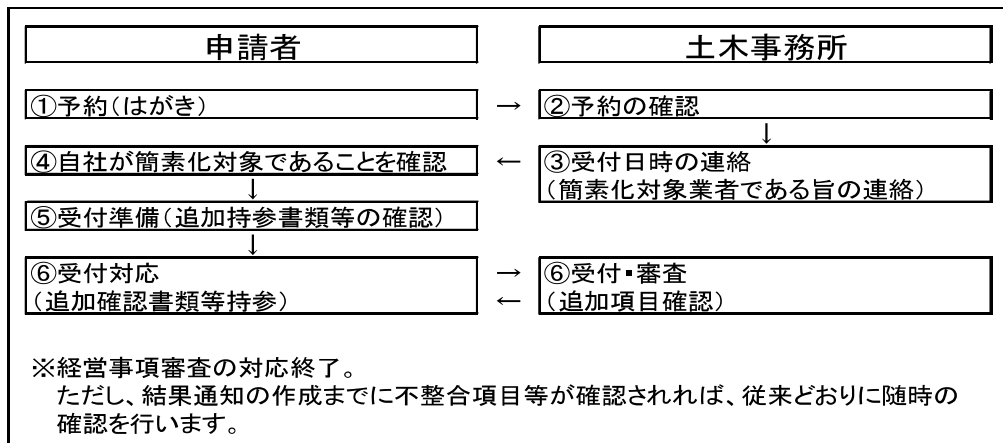 申請者
土木事務所
①予約(はがき)
→
②予約の確認
↓
④自社が簡素化対象であることを確認
←
③受付日時の連絡
(簡素化対象業者である旨の連絡)
↓
⑤受付準備(追加持参書類等の確認)
↓
⑥受付対応
(追加確認書類等持参)
→
←
⑥受付・審査
(追加項目確認)
※経営事項審査の対応終了。
ただし、結果通知の作成までに不整合項目等が確認されれば、従来どおりに随時の
確認を行います。